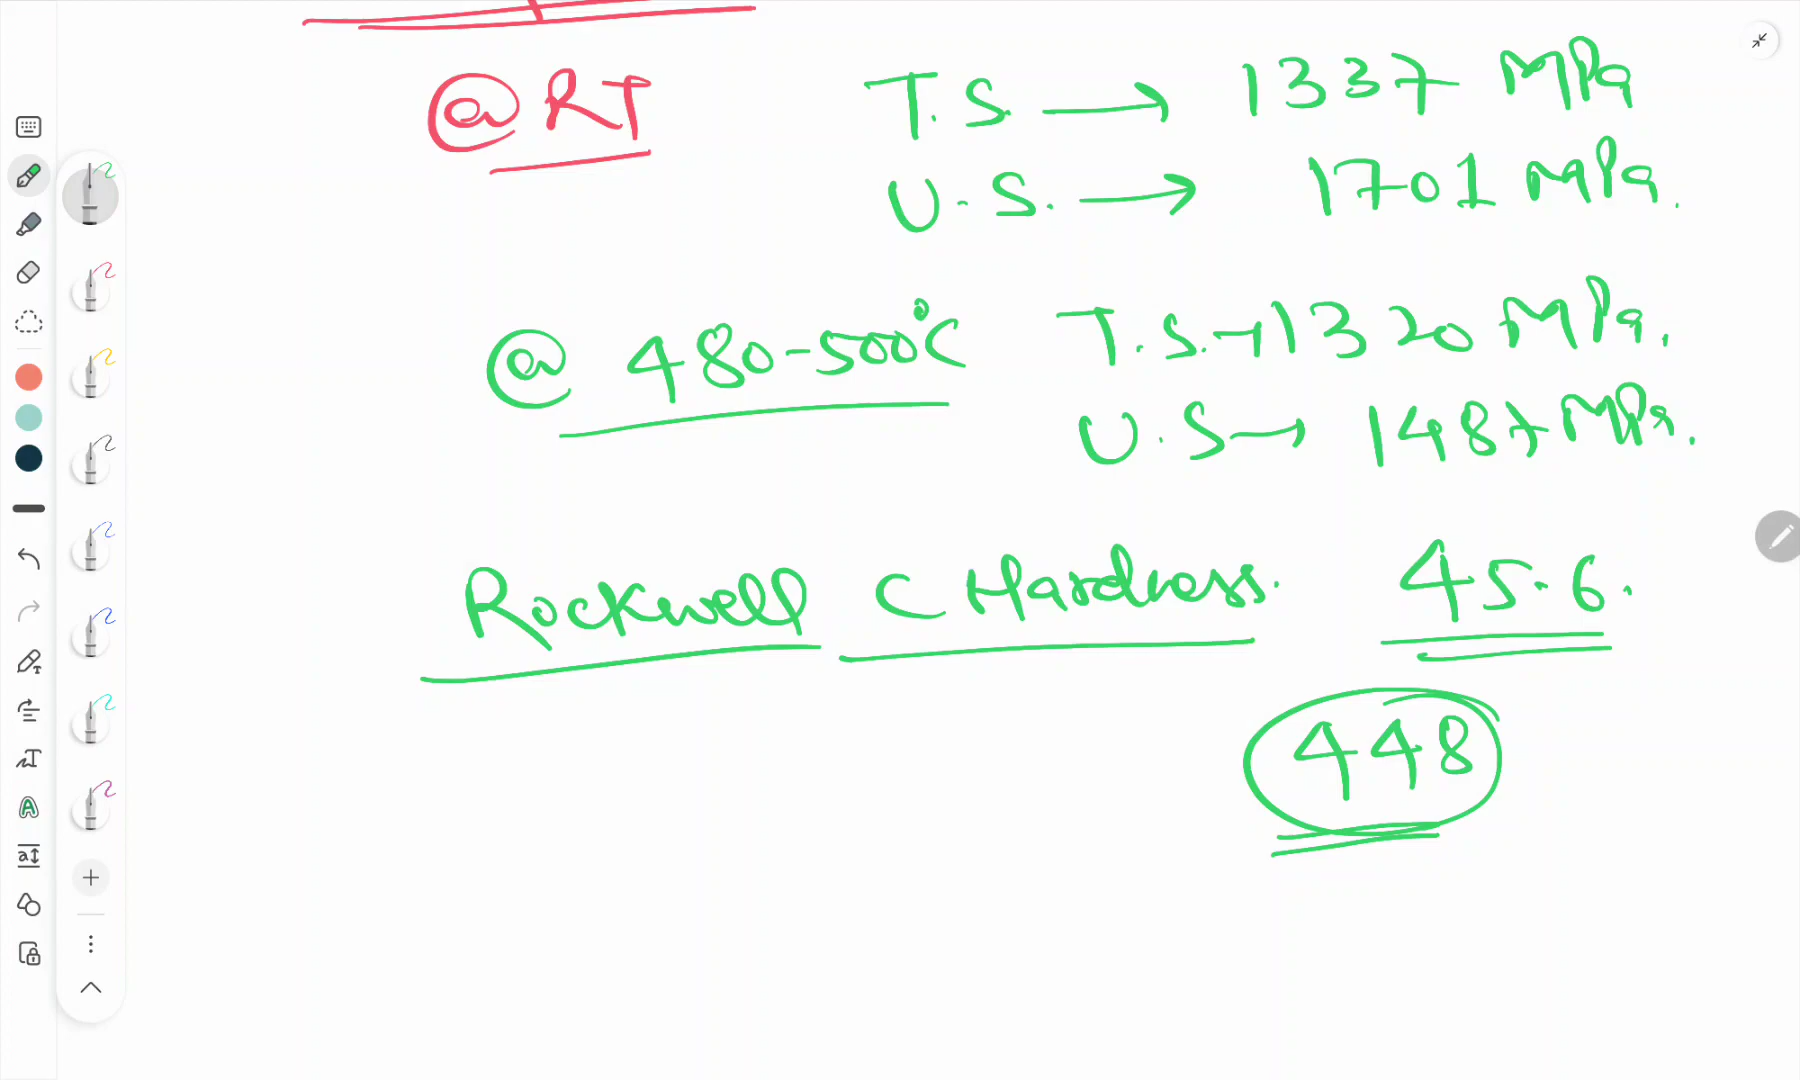 @ RT
T.S. → 1337 MPa
U.S. → 1701 MPa.
@ 480-500°C
T.S. → 1320 MPa.
U.S → 1487 MPa.
Rockwell C Hardness. 45.6.
448